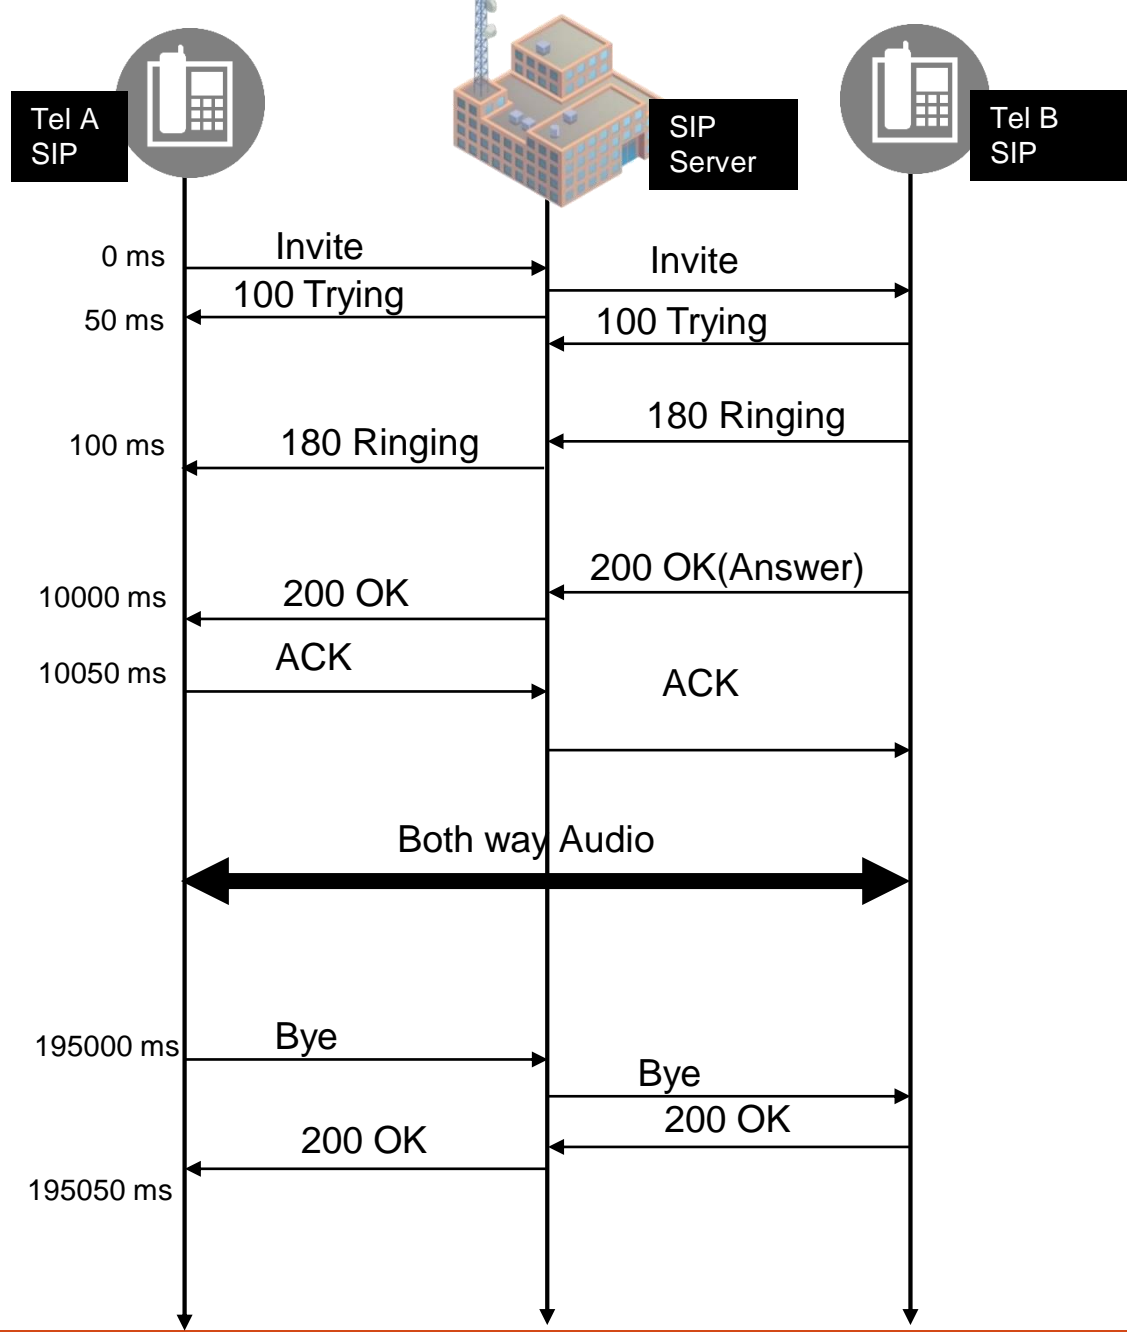 Tel A
SIP
SIP
Server
Tel B
SIP
0 ms
Invite
Invite
100 Trying
50 ms
100 Trying
180 Ringing
100 ms
180 Ringing
200 OK(Answer)
10000 ms
200 OK
ACK
10050 ms
ACK
Both way Audio
195000 ms
Bye
Bye
200 OK
200 OK
195050 ms